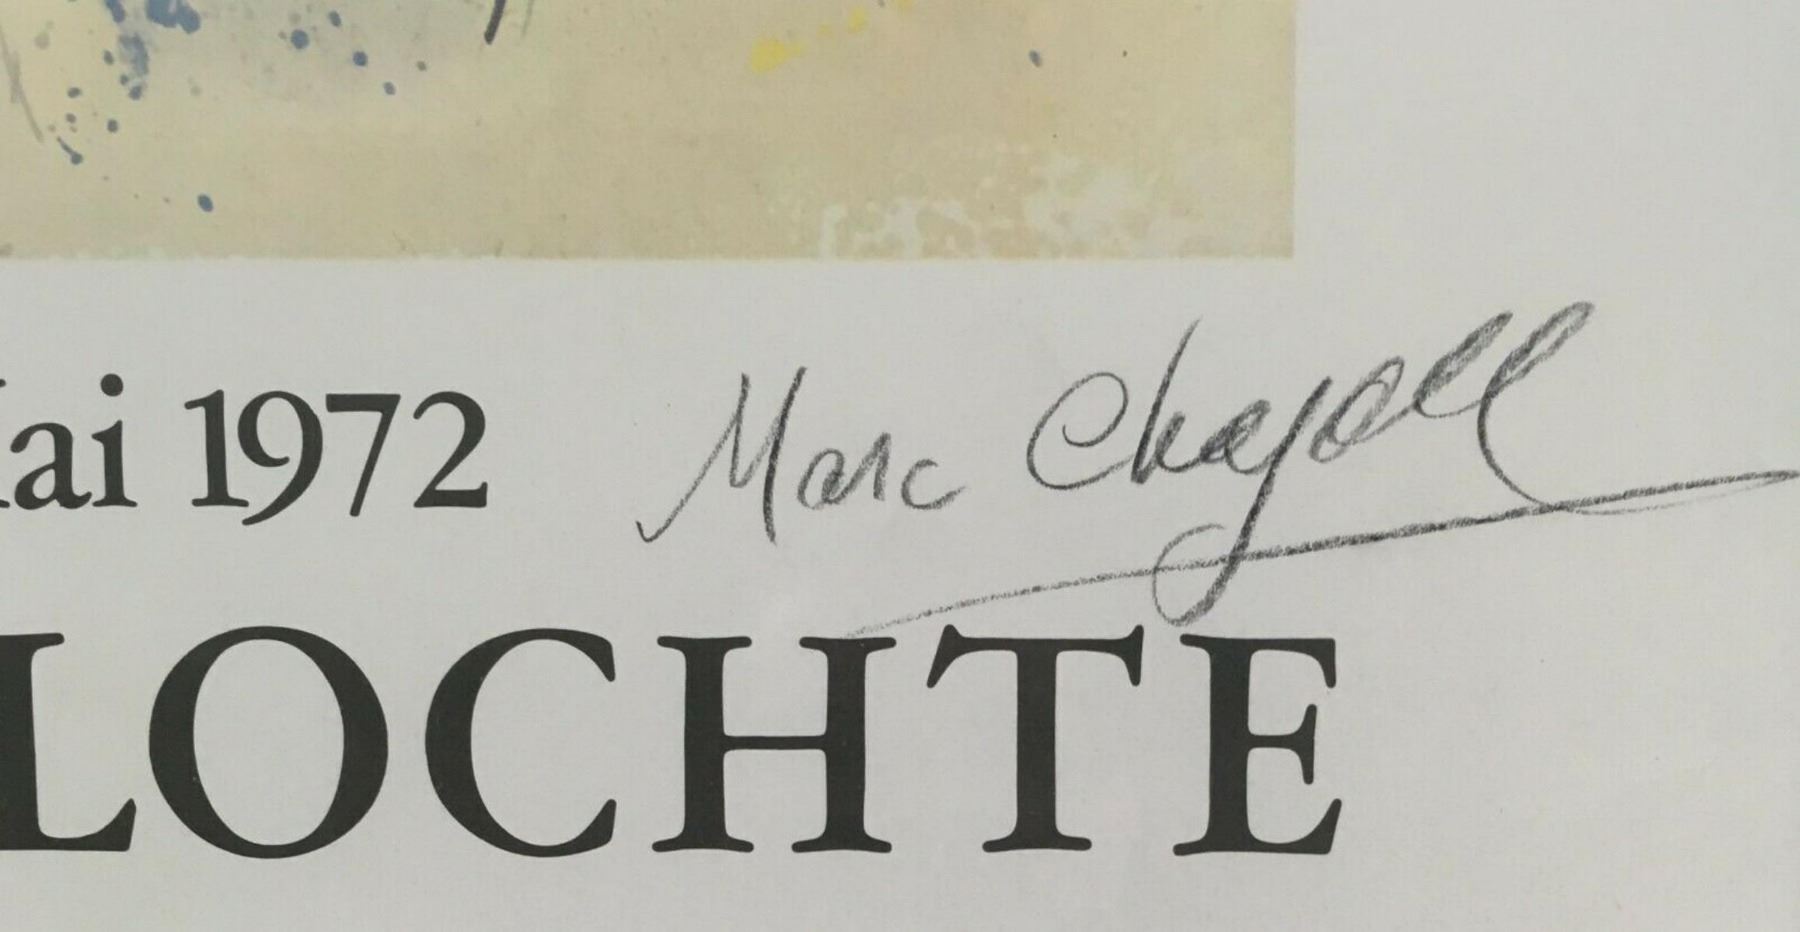 ai 1972 Marc Chagall
LOCHTE